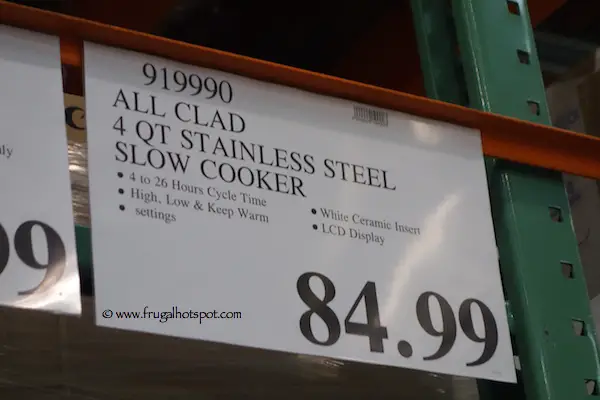 919990
ALL CLAD
4 QT STAINLESS STEEL
SLOW COOKER
• 4 to 26 Hours Cycle Time
• High, Low & Keep Warm
• settings
• White Ceramic Insert
• LCD Display
84.99
© www.frugalhotspot.com
99